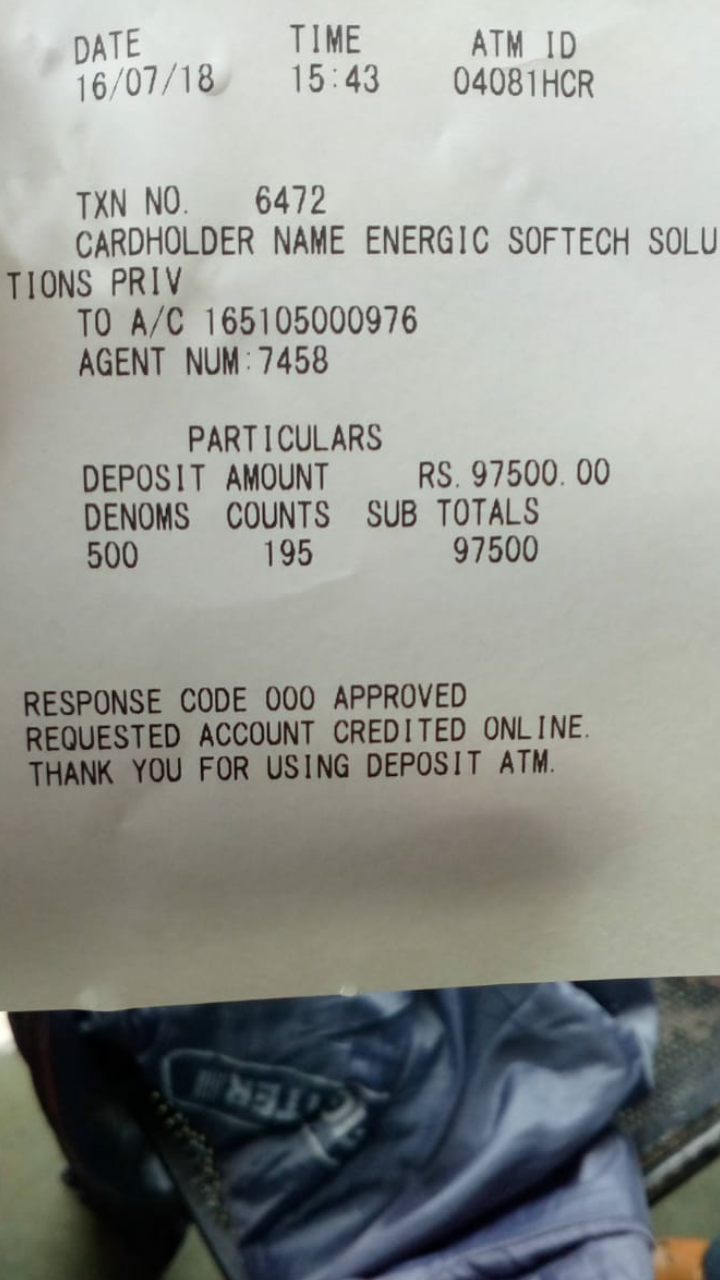 DATE TIME ATM ID
16/07/18 15:43 04081HCR
TXN NO. 6472
CARDHOLDER NAME ENERGIC SOFTECH SOLU
TIONS PRIV
TO A/C 165105000976
AGENT NUM:7458
PARTICULARS
DEPOSIT AMOUNT RS.97500.00
DENOMS COUNTS SUB TOTALS
500 195 97500
RESPONSE CODE 000 APPROVED
REQUESTED ACCOUNT CREDITED ONLINE.
THANK YOU FOR USING DEPOSIT ATM.